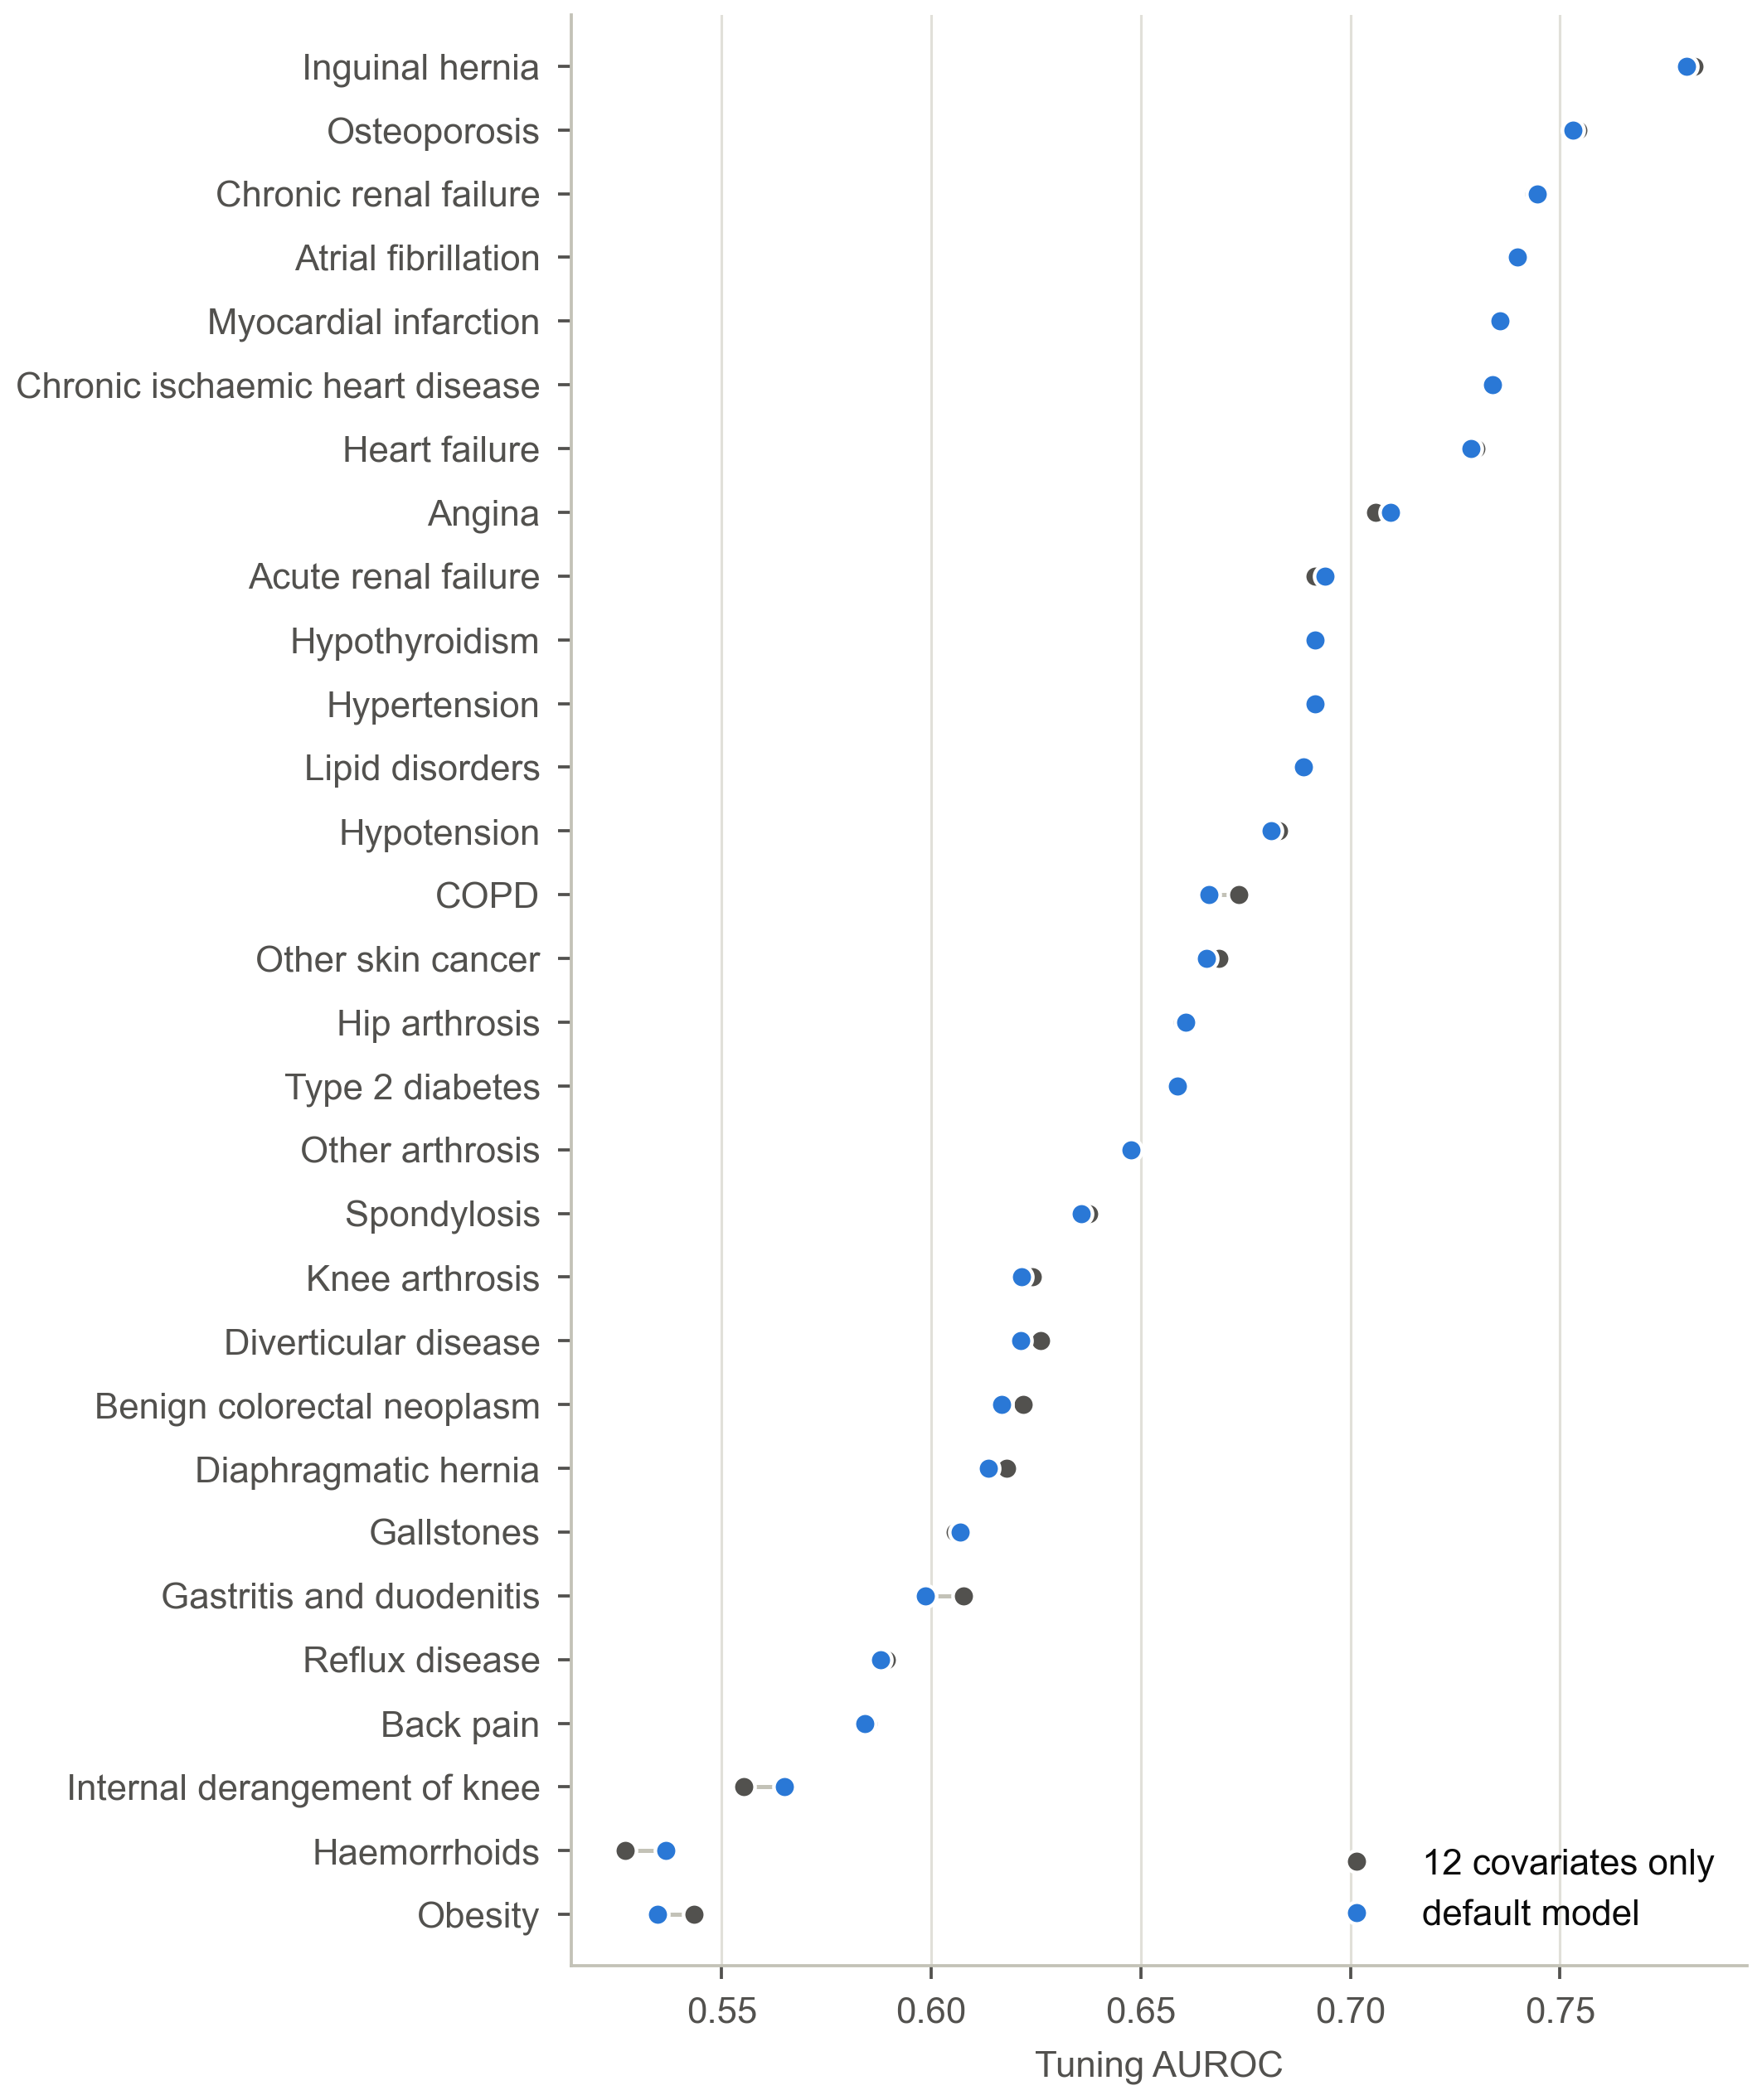 Inguinal hernia
Osteoporosis
Chronic renal failure
Atrial fibrillation
Myocardial infarction
Chronic ischaemic heart disease
Heart failure
Angina
Acute renal failure
Hypothyroidism
Hypertension
Lipid disorders
Hypotension
COPD
Other skin cancer
Hip arthrosis
Type 2 diabetes
Other arthrosis
Spondylosis
Knee arthrosis
Diverticular disease
Benign colorectal neoplasm
Diaphragmatic hernia
Gallstones
Gastritis and duodenitis
Reflux disease
Back pain
Internal derangement of knee
Haemorrhoids
Obesity
12 covariates only
default model
0.55 0.60 0.65 0.70 0.75
Tuning AUROC